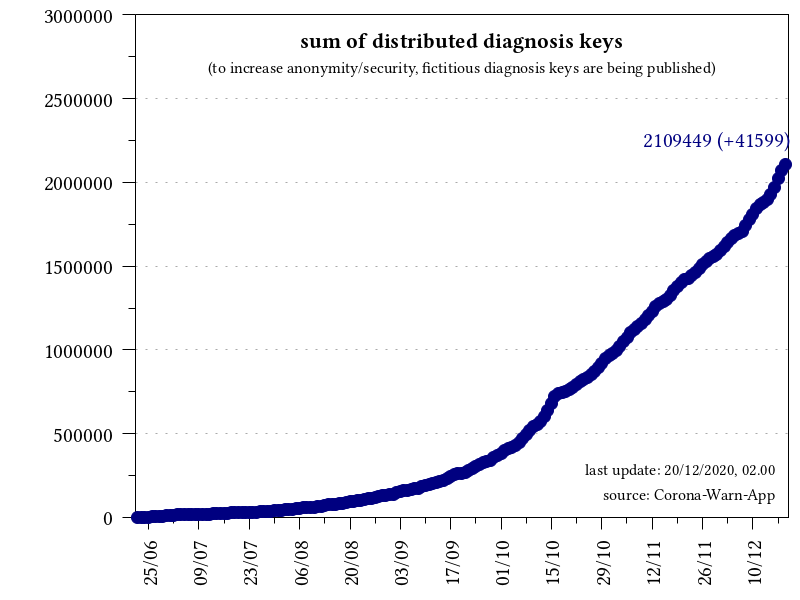 sum of distributed diagnosis keys
(to increase anonymity/security, fictitious diagnosis keys are being published)
3000000
2500000
2109449 (+41599)
2000000
1500000
1000000
500000
0
last update: 20/12/2020, 02.00
source: Corona-Warn-App
25/06 09/07 23/07 06/08 20/08 03/09 17/09 01/10 15/10 29/10 12/11 26/11 10/12